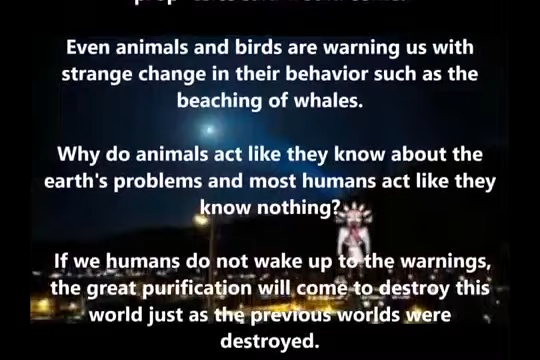 Even animals and birds are warning us with
strange change in their behavior such as the
beaching of whales.
Why do animals act like they know about the
earth's problems and most humans act like they
know nothing?
If we humans do not wake up to the warnings,
the great purification will come to destroy this
world just as the previous worlds were
destroyed.